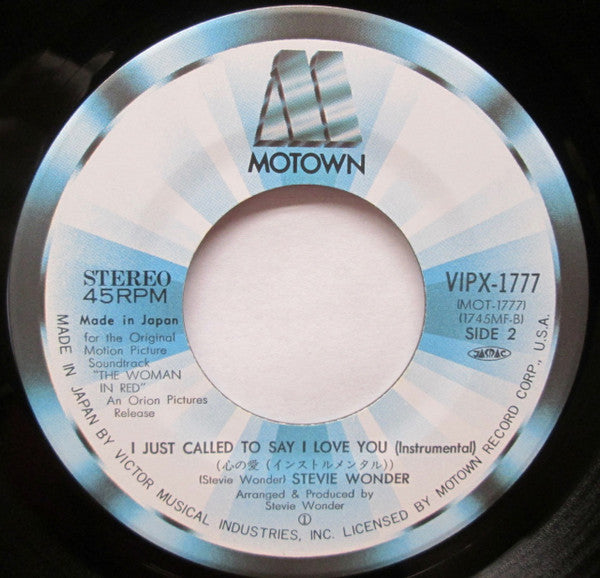 MOTOWN
STEREO
45RPM
Made in Japan
for the Original
Motion Picture
Soundtrack
"THE WOMAN
IN RED"
An Orion Pictures
Release
VIPX-1777
(MOT-1777)
(1745MF-B)
SIDE 2
JASRAC
I JUST CALLED TO SAY I LOVE YOU (Instrumental)
(心の愛(インストルメンタル))
(Stevie Wonder) STEVIE WONDER
Arranged & Produced by
Stevie Wonder
①
MADE IN JAPAN BY VICTOR MUSICAL INDUSTRIES, INC. LICENSED BY MOTOWN RECORD CORP., U.S.A.